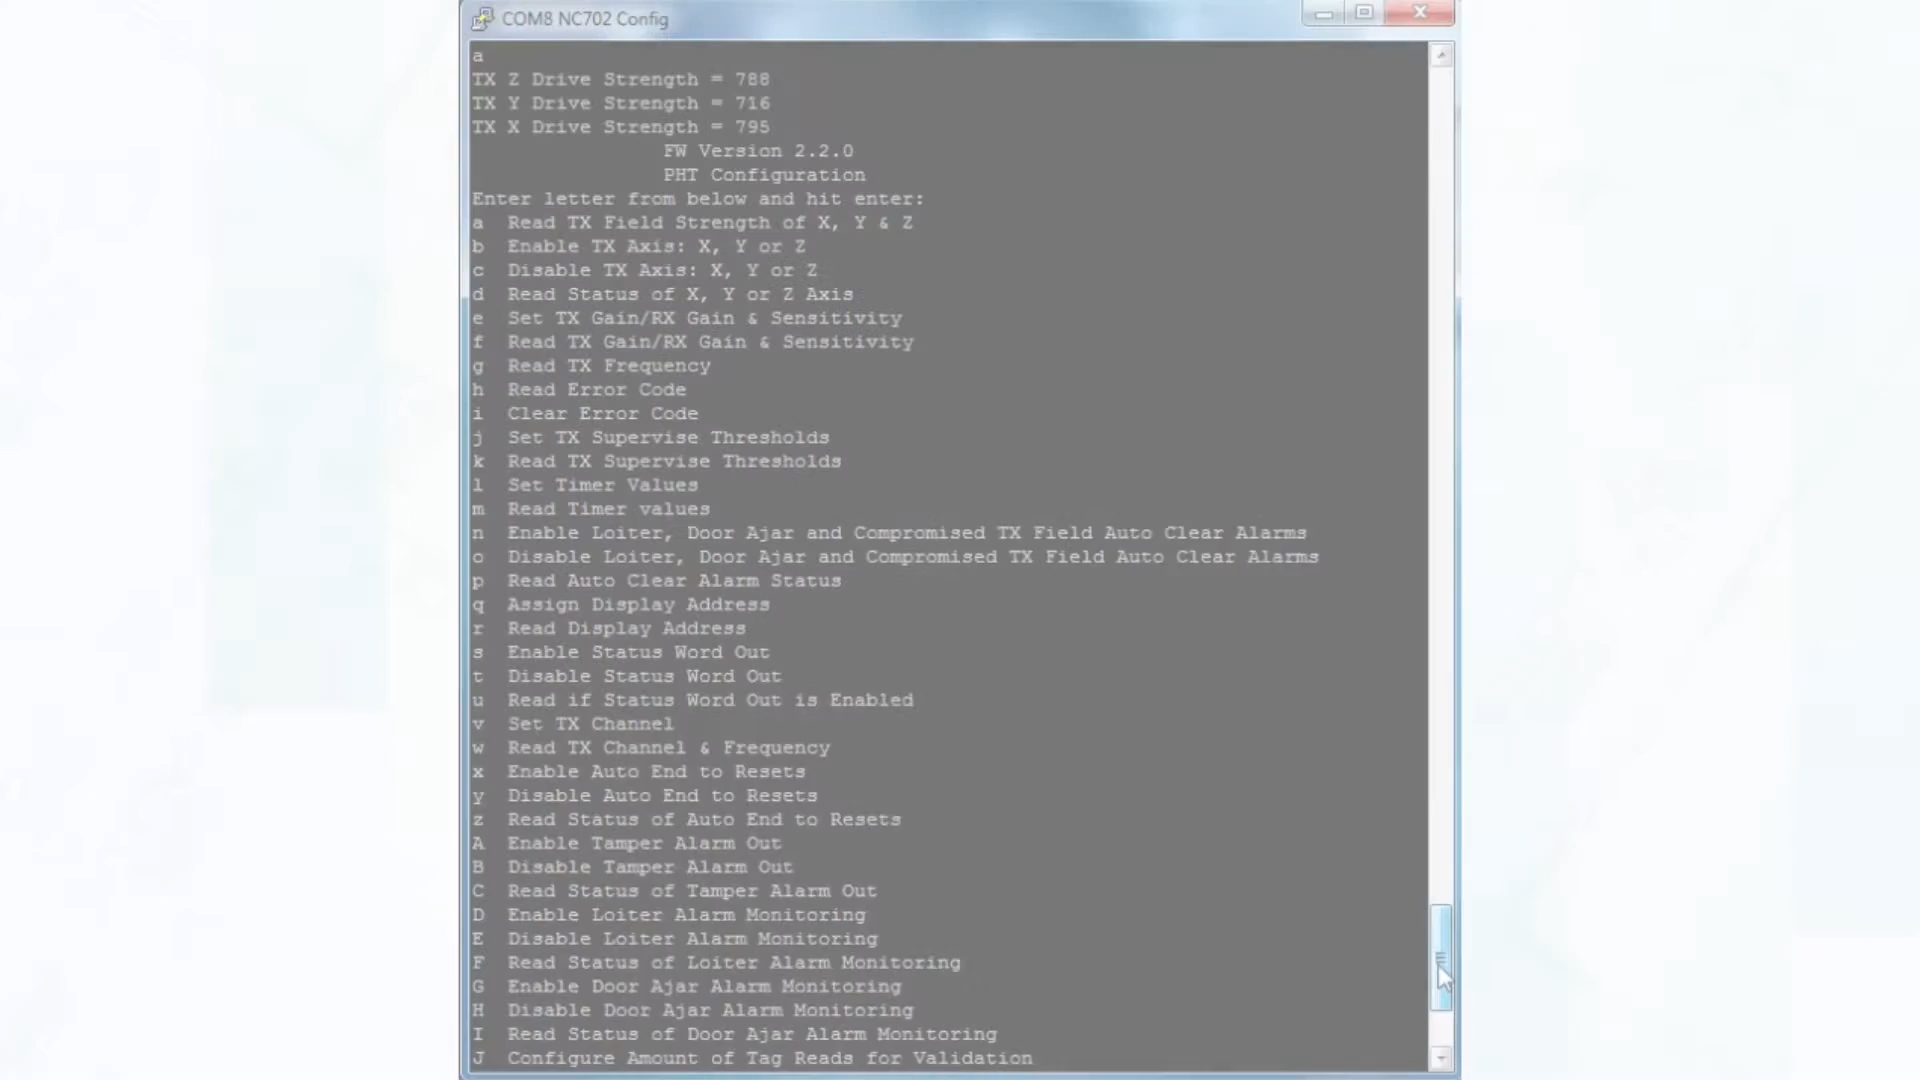 COM8 NC702 Config
a
TX Z Drive Strength = 788
TX Y Drive Strength = 716
TX X Drive Strength = 795
FW Version 2.2.0
PHT Configuration
Enter letter from below and hit enter:
a Read TX Field Strength of X, Y & Z
b Enable TX Axis: X, Y or Z
c Disable TX Axis: X, Y or Z
d Read Status of X, Y or Z Axis
e Set TX Gain/RX Gain & Sensitivity
f Read TX Gain/RX Gain & Sensitivity
g Read TX Frequency
h Read Error Code
i Clear Error Code
j Set TX Supervise Thresholds
k Read TX Supervise Thresholds
l Set Timer Values
m Read Timer values
n Enable Loiter, Door Ajar and Compromised TX Field Auto Clear Alarms
o Disable Loiter, Door Ajar and Compromised TX Field Auto Clear Alarms
p Read Auto Clear Alarm Status
q Assign Display Address
r Read Display Address
s Enable Status Word Out
t Disable Status Word Out
u Read if Status Word Out is Enabled
v Set TX Channel
w Read TX Channel & Frequency
x Enable Auto End to Resets
y Disable Auto End to Resets
z Read Status of Auto End to Resets
A Enable Tamper Alarm Out
B Disable Tamper Alarm Out
C Read Status of Tamper Alarm Out
D Enable Loiter Alarm Monitoring
E Disable Loiter Alarm Monitoring
F Read Status of Loiter Alarm Monitoring
G Enable Door Ajar Alarm Monitoring
H Disable Door Ajar Alarm Monitoring
I Read Status of Door Ajar Alarm Monitoring
J Configure Amount of Tag Reads for Validation